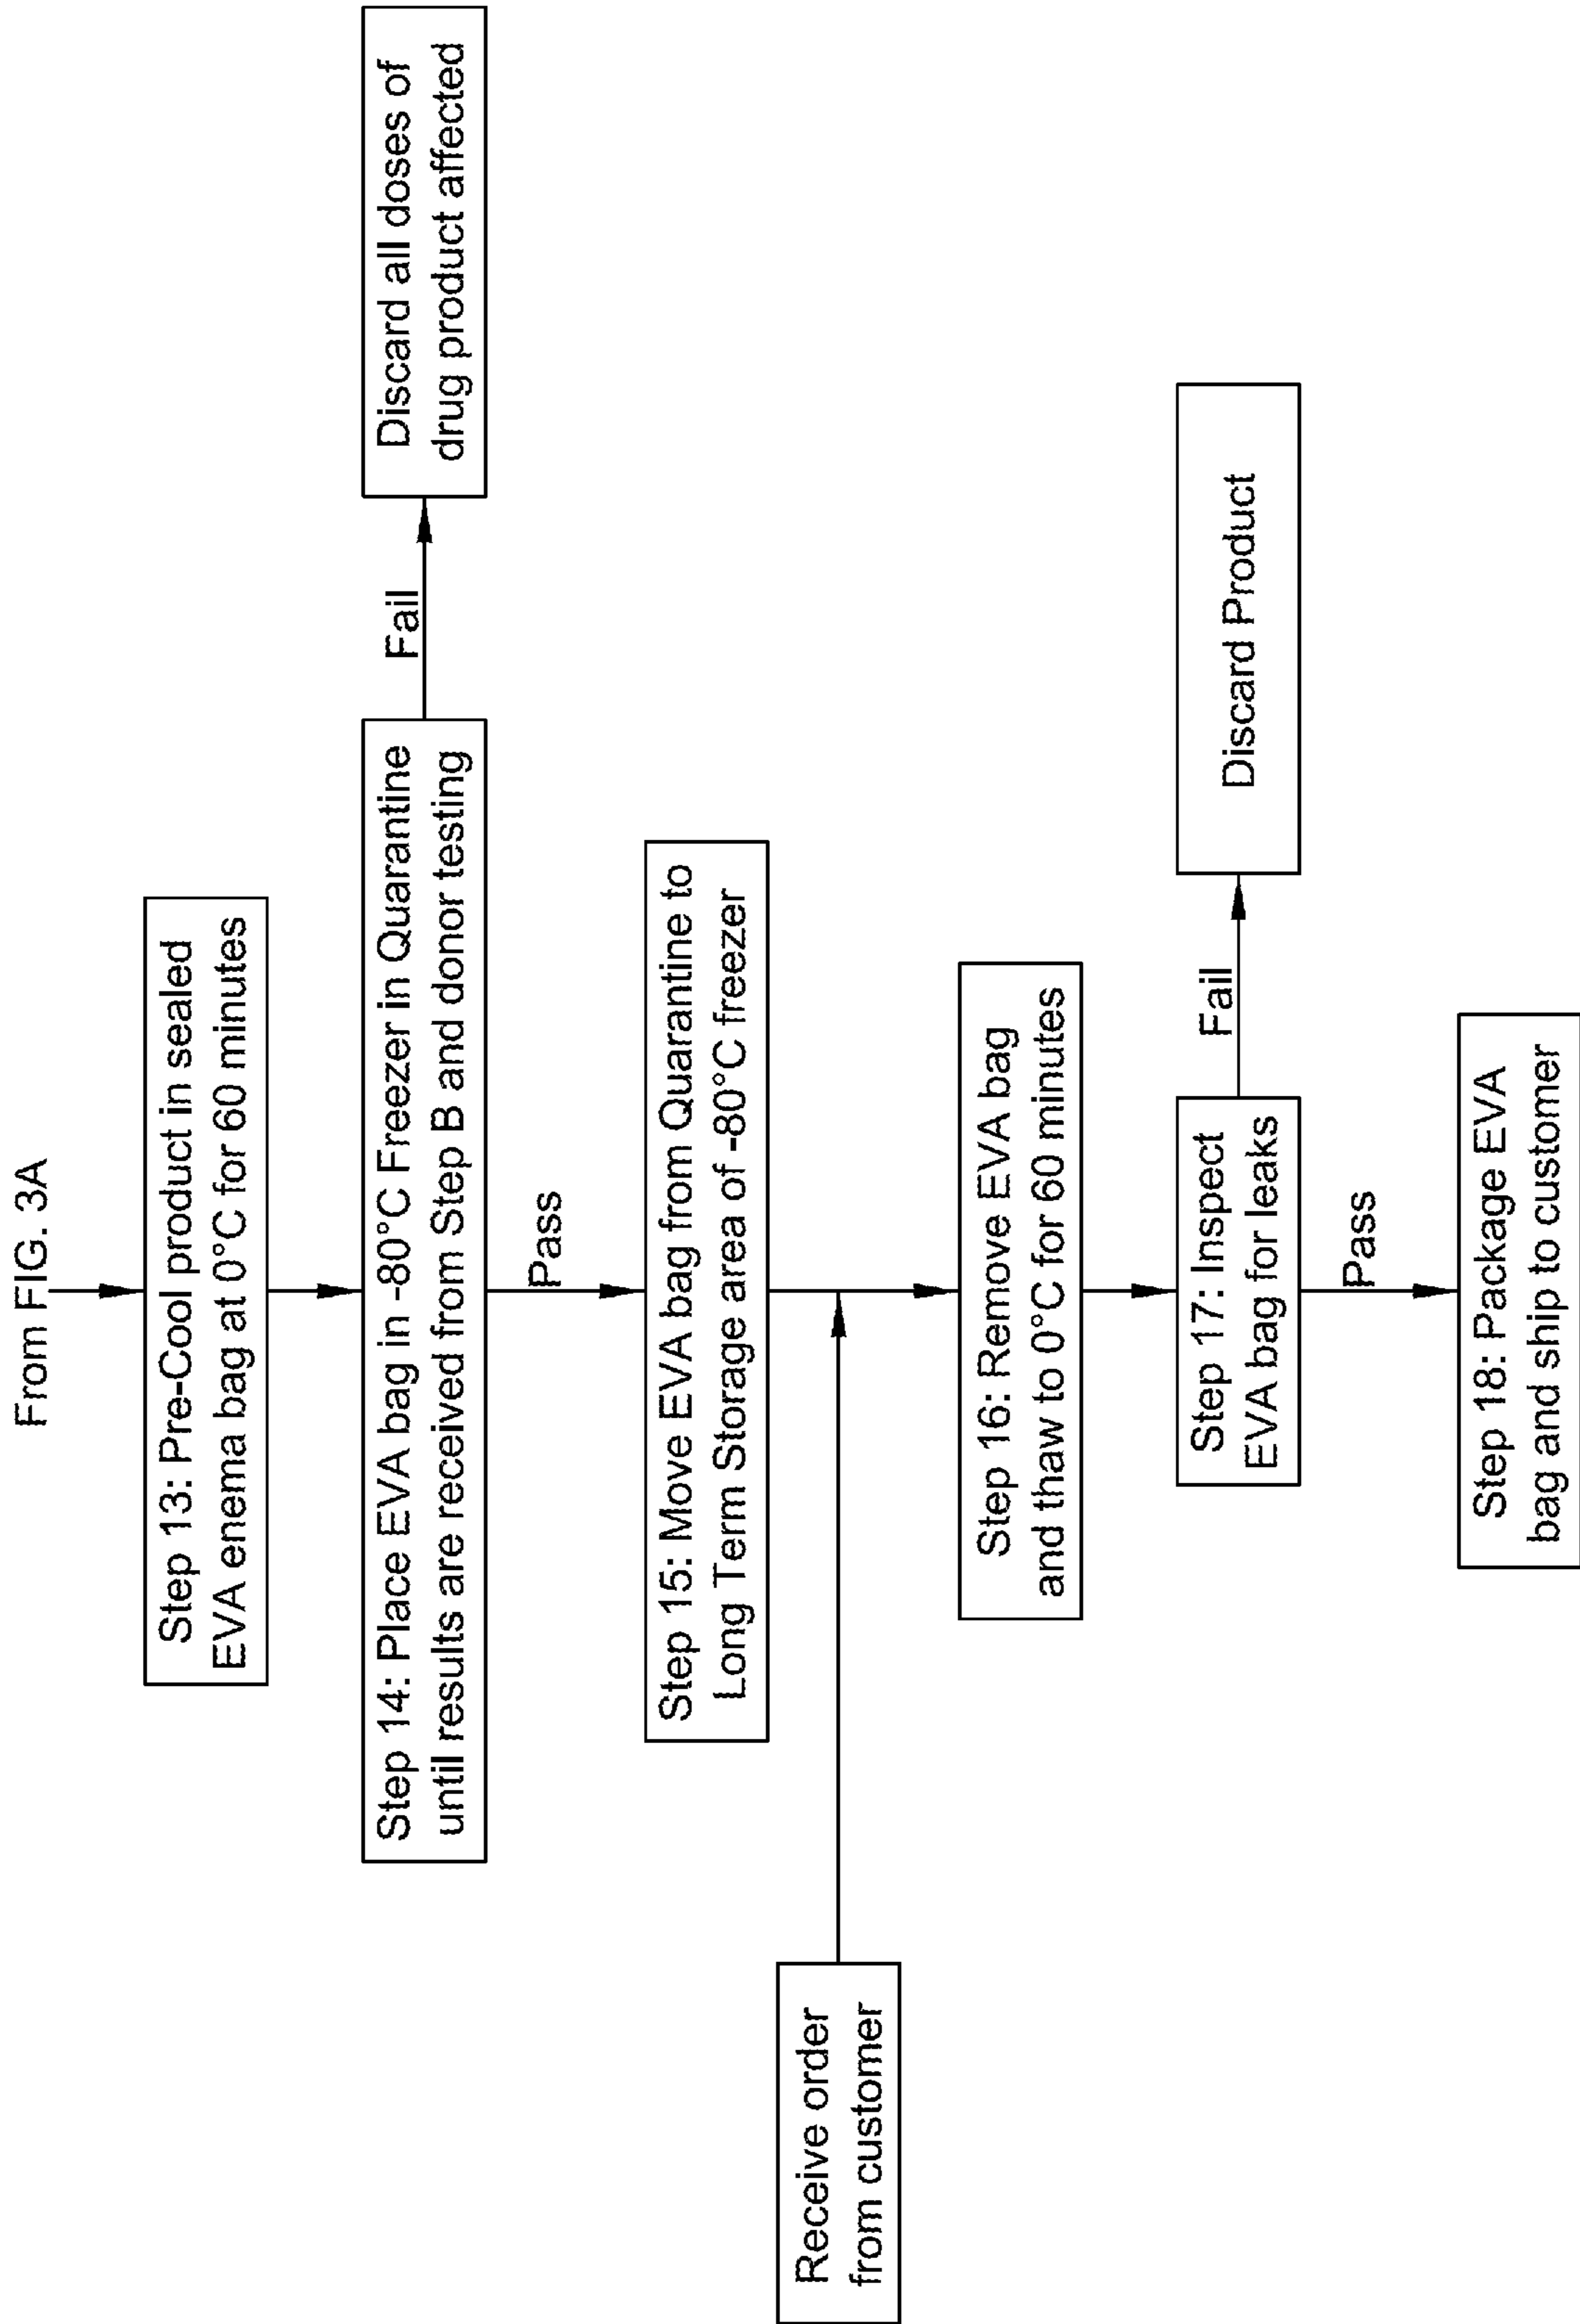 From FIG. 3A
Step 13: Pre-Cool product in sealed
EVA enema bag at 0°C for 60 minutes
Step 14: Place EVA bag in -80°C Freezer in Quarantine
until results are received from Step B and donor testing
Fail
Discard all doses of
drug product affected
Pass
Step 15: Move EVA bag from Quarantine to
Long Term Storage area of -80°C freezer
Receive order
from customer
Step 16: Remove EVA bag
and thaw to 0°C for 60 minutes
Step 17: Inspect
EVA bag for leaks
Fail
Discard Product
Pass
Step 18: Package EVA
bag and ship to customer